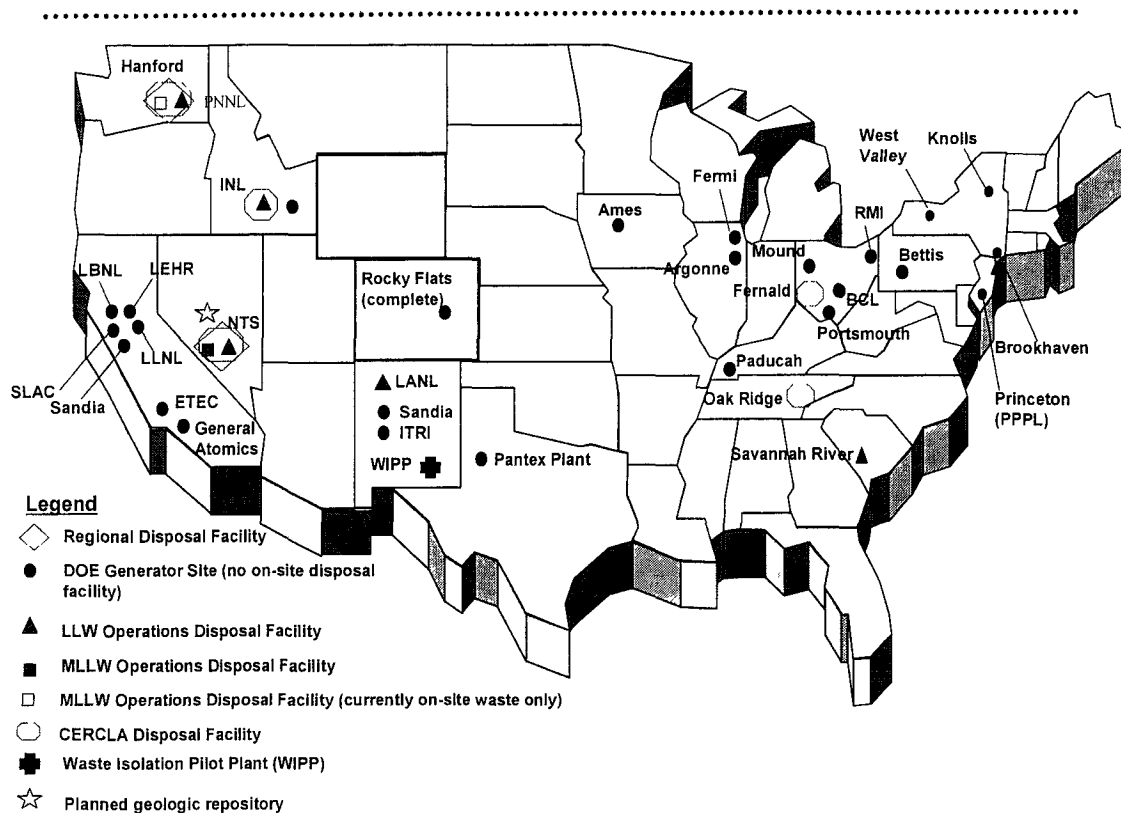 Hanford
PNNL
INL
LBNL
LEHR
NTS
LLNL
SLAC
Sandia
ETEC
General
Atomics
Rocky Flats
(complete)
LANL
Sandia
ITRI
WIPP
Pantex Plant
Ames
Fermi
Argonne
Mound
Fernald
RMI
BCL
Portsmouth
Paducah
Oak Ridge
Savannah River
West
Valley
Knolls
Bettis
Brookhaven
Princeton
(PPPL)
Legend
Regional Disposal Facility
DOE Generator Site (no on-site disposal
facility)
LLW Operations Disposal Facility
MLLW Operations Disposal Facility
MLLW Operations Disposal Facility (currently on-site waste only)
CERCLA Disposal Facility
Waste Isolation Pilot Plant (WIPP)
Planned geologic repository